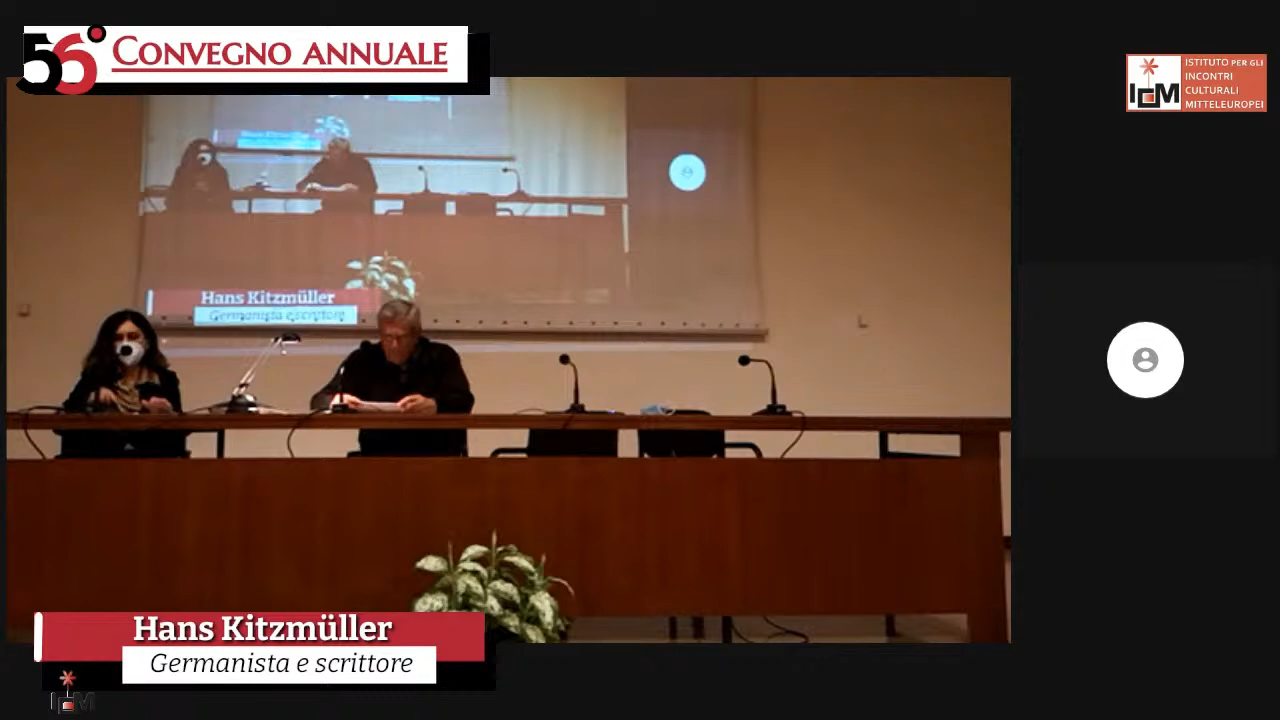 56° CONVEGNO ANNUALE
ISTITUTO PER GLI
INCONTRI
CULTURALI
MITTELEUROPEI
ICM
Hans Kitzmüller
Germanista e scrittore
Hans Kitzmüller
Germanista e scrittore
ICM